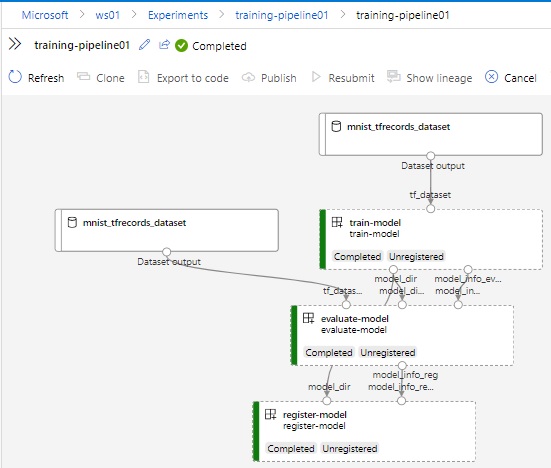 Microsoft > ws01 > Experiments > training-pipeline01 > training-pipeline01
training-pipeline01 Completed
Refresh Clone Export to code Publish Resubmit Show lineage Cancel
mnist_tfrecords_dataset
Dataset output
tf_dataset
train-model
train-model
Completed Unregistered
mnist_tfrecords_dataset
Dataset output
model_dir model_info_ev...
tf_datas... model_di... model_in...
evaluate-model
evaluate-model
Completed Unregistered
model_info_reg
model_dir model_info_re...
register-model
register-model
Completed Unregistered